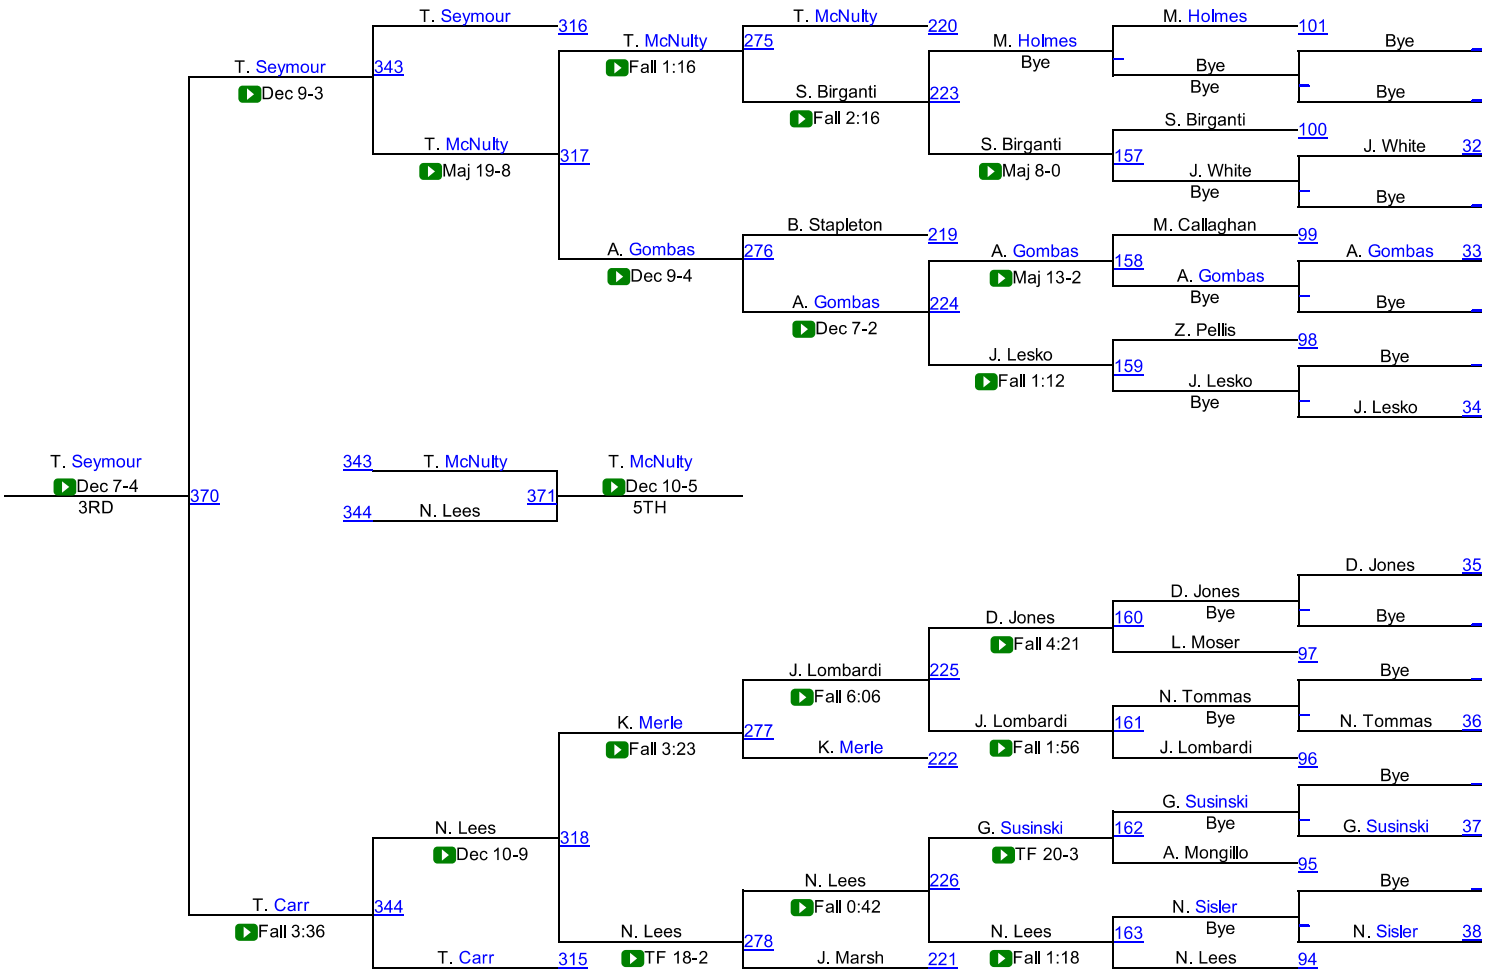 T. Seymour 316
T. McNulty 220
M. Holmes 101
T. McNulty 275
M. Holmes
Bye
Bye
T. Seymour 343
Fall 1:16
Bye
Bye
Dec 9-3
S. Birganti 223
Bye
Bye
Fall 2:16
S. Birganti 100
T. McNulty 317
S. Birganti 157
J. White 32
Maj 19-8
Maj 8-0
J. White
Bye
Bye
B. Stapleton 219
M. Callaghan 99
A. Gombas 276
A. Gombas 158
A. Gombas 33
Dec 9-4
Maj 13-2
A. Gombas
Bye
A. Gombas 224
Bye
Dec 7-2
Z. Pellis 98
J. Lesko 159
Bye
Fall 1:12
J. Lesko
Bye
J. Lesko 34
T. Seymour
343 T. McNulty
T. McNulty
Dec 7-4 370
371
Dec 10-5
3RD
344 N. Lees
5TH
D. Jones 35
D. Jones
Bye
D. Jones 160
Bye
Fall 4:21
L. Moser 97
J. Lombardi 225
Bye
Fall 6:06
N. Tommas
Bye
K. Merle 277
J. Lombardi 161
N. Tommas 36
Fall 3:23
K. Merle 222
Fall 1:56
J. Lombardi 96
Bye
G. Susinski
Bye
N. Lees 318
G. Susinski 162
G. Susinski 37
Dec 10-9
TF 20-3
A. Mongillo 95
N. Lees 226
Bye
T. Carr 344
Fall 0:42
N. Sisler
Bye
Fall 3:36
N. Lees 278
N. Lees 163
N. Sisler 38
T. Carr 315
TF 18-2
J. Marsh 221
Fall 1:18
N. Lees 94